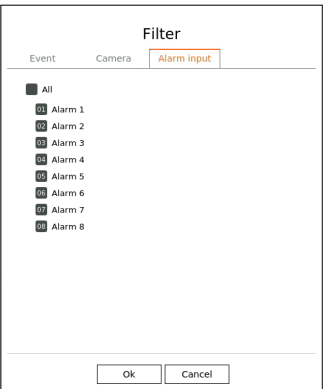 Filter
Event Camera Alarm input
All
01 Alarm 1
02 Alarm 2
03 Alarm 3
04 Alarm 4
05 Alarm 5
06 Alarm 6
07 Alarm 7
08 Alarm 8
Ok Cancel